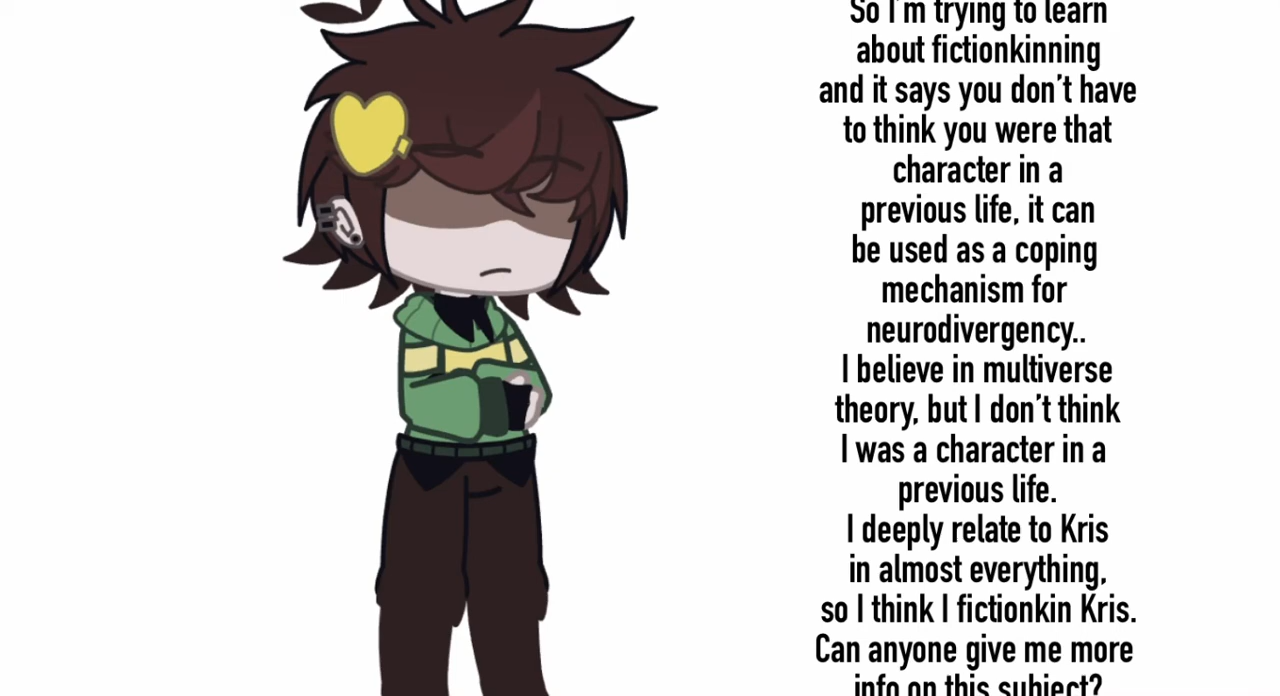 So I'm trying to learn
about fictionkinning
and it says you don't have
to think you were that
character in a
previous life, it can
be used as a coping
mechanism for
neurodivergency..
I believe in multiverse
theory, but I don't think
I was a character in a
previous life.
I deeply relate to Kris
in almost everything,
so I think I fictionkin Kris.
Can anyone give me more
info on this subject?